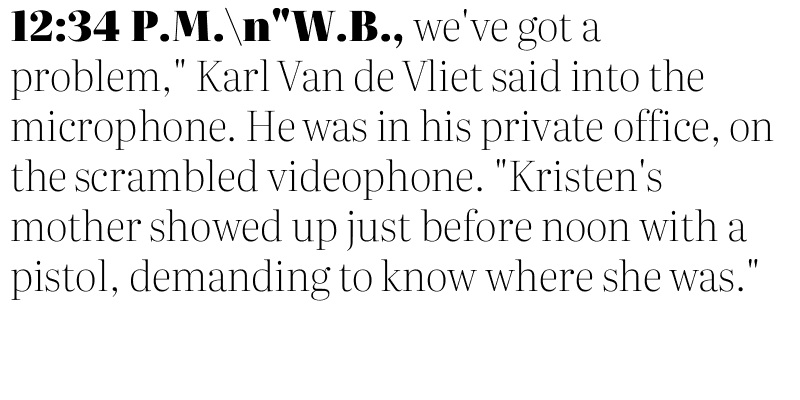 12:34 P.M.\n"W.B., we've got a
problem," Karl Van de Vliet said into the
microphone. He was in his private office, on
the scrambled videophone. "Kristen's
mother showed up just before noon with a
pistol, demanding to know where she was."